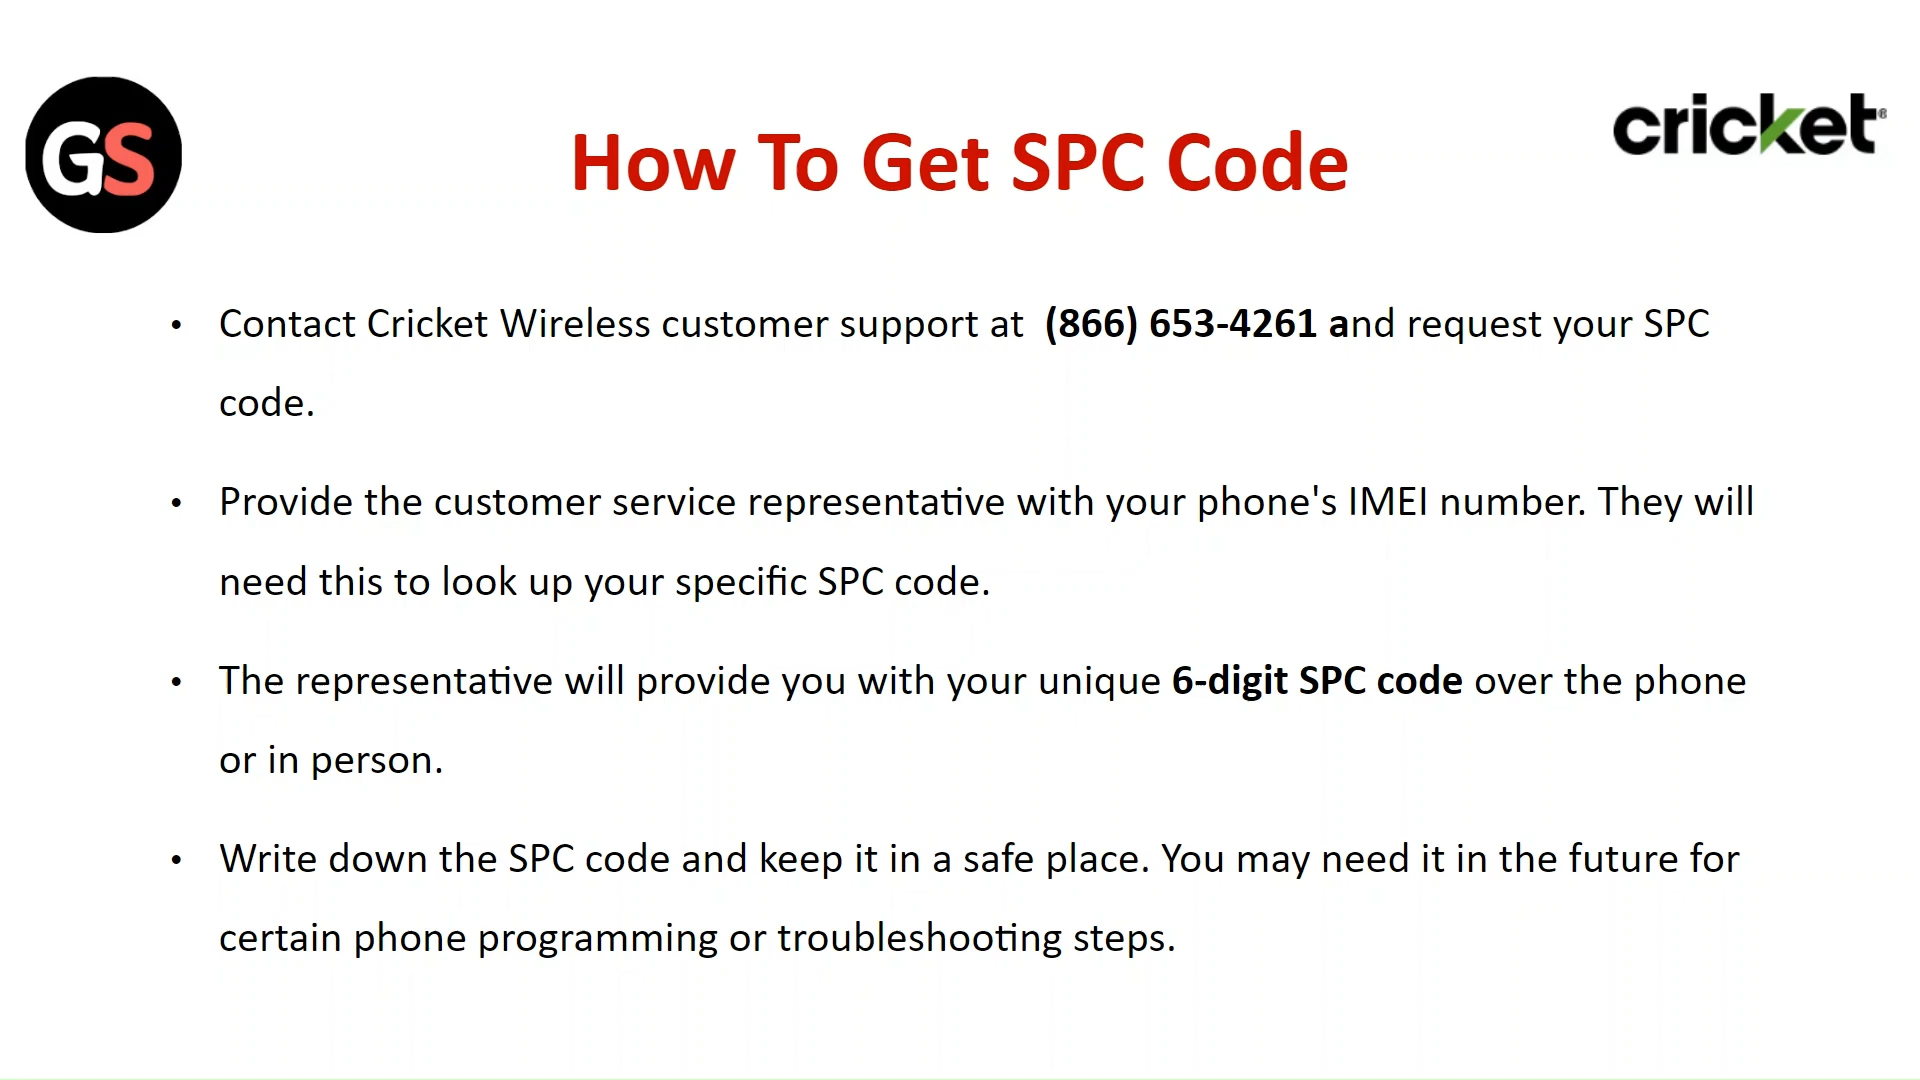 GS
cricket®
How To Get SPC Code
• Contact Cricket Wireless customer support at  (866) 653-4261 and request your SPC
code.
• Provide the customer service representative with your phone's IMEI number. They will
need this to look up your specific SPC code.
• The representative will provide you with your unique 6-digit SPC code over the phone
or in person.
• Write down the SPC code and keep it in a safe place. You may need it in the future for
certain phone programming or troubleshooting steps.